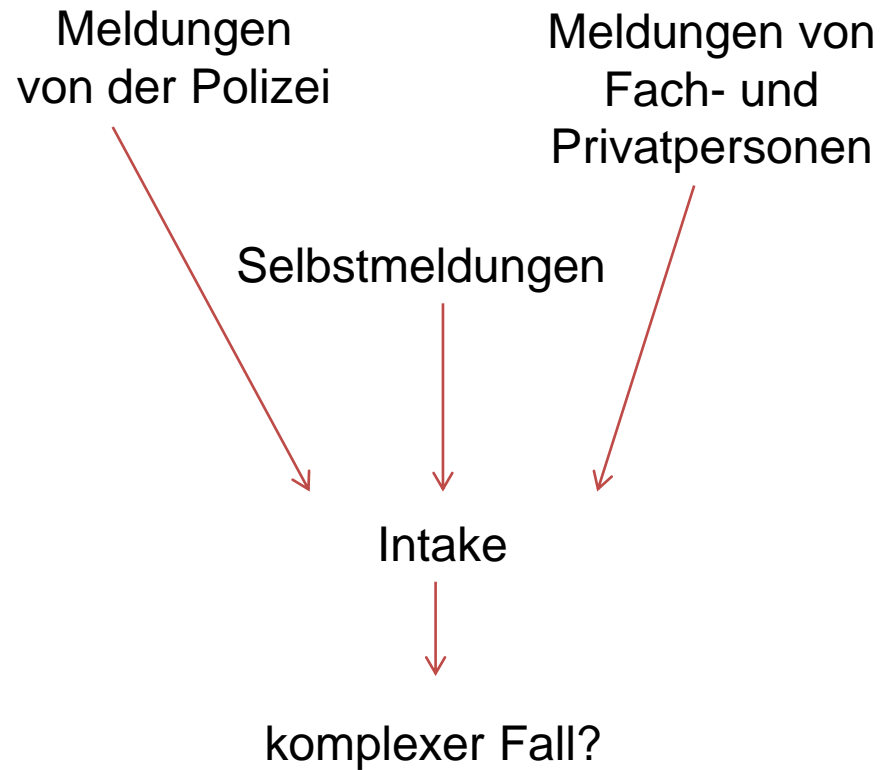 Meldungen
von der Polizei
Meldungen von
Fach- und
Privatpersonen
Selbstmeldungen
Intake
komplexer Fall?